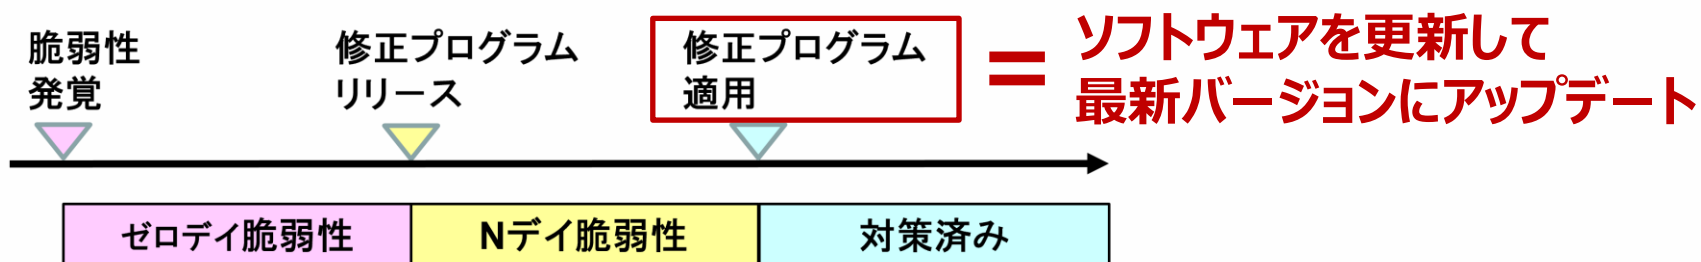 脆弱性
発覚
修正プログラム
リリース
修正プログラム
適用
=
ソフトウェアを更新して
最新バージョンにアップデート
ゼロデイ脆弱性
Nデイ脆弱性
対策済み